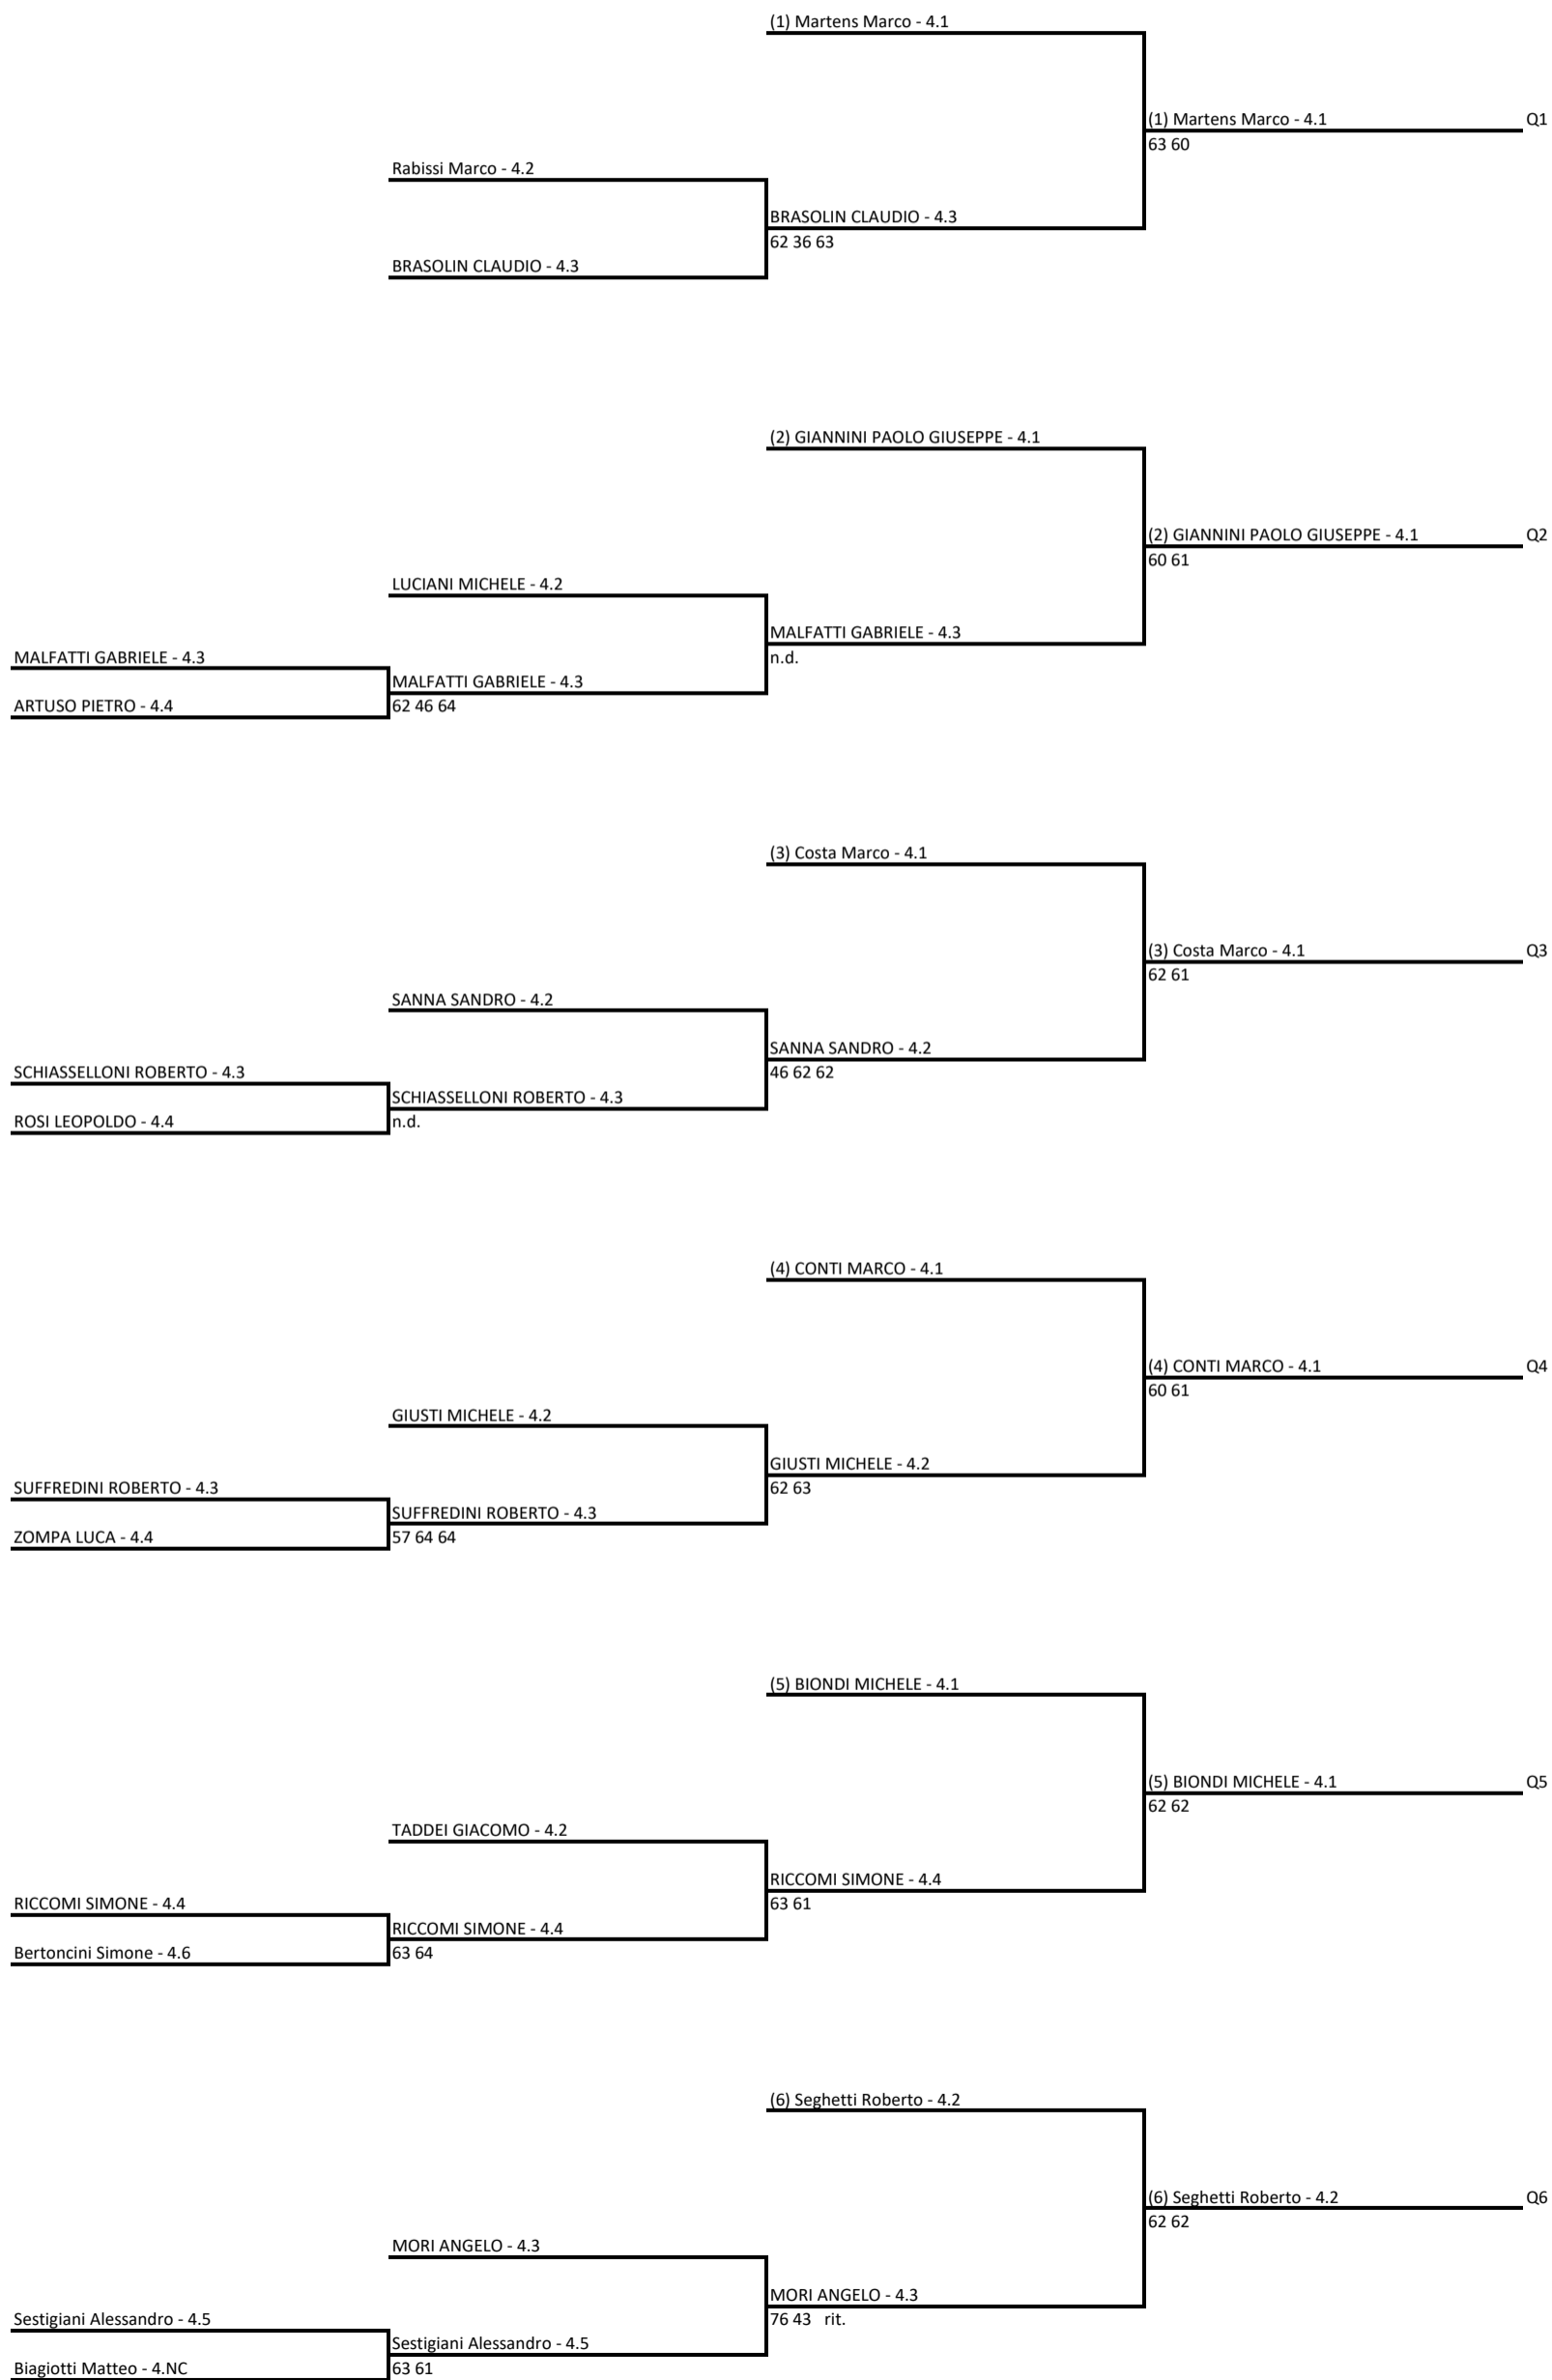 (1) Martens Marco - 4.1
(1) Martens Marco - 4.1 Q1
63 60
Rabissi Marco - 4.2
BRASOLIN CLAUDIO - 4.3
62 36 63
BRASOLIN CLAUDIO - 4.3
(2) GIANNINI PAOLO GIUSEPPE - 4.1
(2) GIANNINI PAOLO GIUSEPPE - 4.1 Q2
60 61
LUCIANI MICHELE - 4.2
MALFATTI GABRIELE - 4.3
n.d.
MALFATTI GABRIELE - 4.3
MALFATTI GABRIELE - 4.3
62 46 64
ARTUSO PIETRO - 4.4
(3) Costa Marco - 4.1
(3) Costa Marco - 4.1 Q3
62 61
SANNA SANDRO - 4.2
SANNA SANDRO - 4.2
46 62 62
SCHIASSELLONI ROBERTO - 4.3
SCHIASSELLONI ROBERTO - 4.3
n.d.
ROSI LEOPOLDO - 4.4
(4) CONTI MARCO - 4.1
(4) CONTI MARCO - 4.1 Q4
60 61
GIUSTI MICHELE - 4.2
GIUSTI MICHELE - 4.2
62 63
SUFFREDINI ROBERTO - 4.3
SUFFREDINI ROBERTO - 4.3
57 64 64
ZOMPA LUCA - 4.4
(5) BIONDI MICHELE - 4.1
(5) BIONDI MICHELE - 4.1 Q5
62 62
TADDEI GIACOMO - 4.2
RICCOMI SIMONE - 4.4
63 61
RICCOMI SIMONE - 4.4
RICCOMI SIMONE - 4.4
63 64
Bertoncini Simone - 4.6
(6) Seghetti Roberto - 4.2
(6) Seghetti Roberto - 4.2 Q6
62 62
MORI ANGELO - 4.3
MORI ANGELO - 4.3
76 43 rit.
Sestigiani Alessandro - 4.5
Sestigiani Alessandro - 4.5
63 61
Biagiotti Matteo - 4.NC